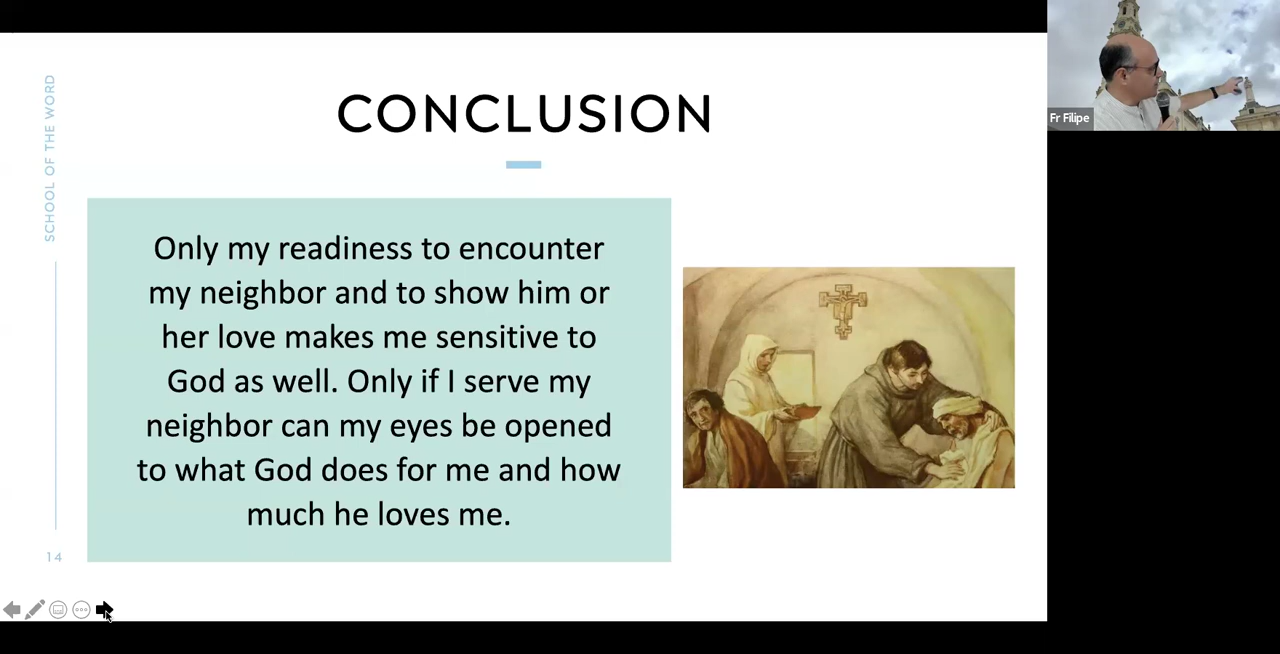 SCHOOL OF THE WORD
CONCLUSION
Only my readiness to encounter
my neighbor and to show him or
her love makes me sensitive to
God as well. Only if I serve my
neighbor can my eyes be opened
to what God does for me and how
much he loves me.
14
Fr Filipe